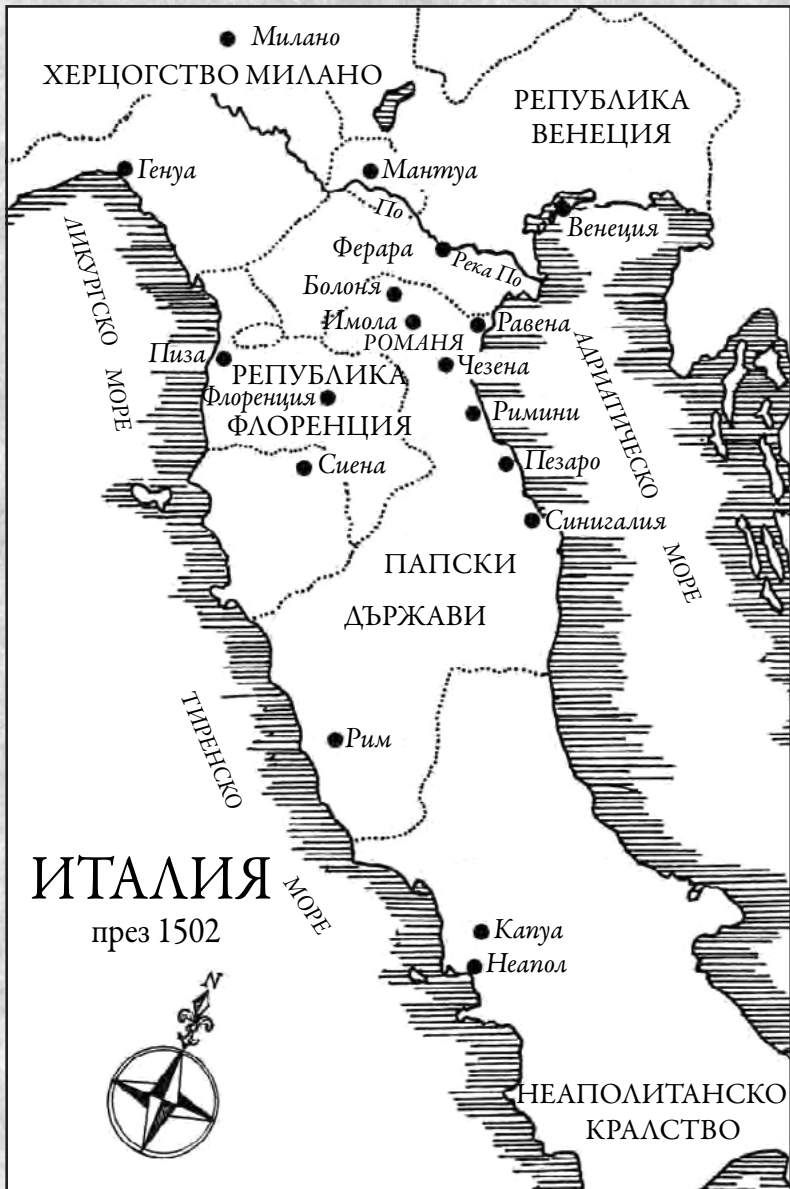 Милано
ХЕРЦОГСТВО МИЛАНО
РЕПУБЛИКА
ВЕНЕЦИЯ
Генуа
Мантуа
По
Венеция
ЛИКУРГСКО
МОРЕ
Ферара
Река По
Болоня
Имола
Равена
РОМАНЯ
АДРИАТИЧЕСКО
МОРЕ
Пиза
Чезена
РЕПУБЛИКА
Флоренция
ФЛОРЕНЦИЯ
Римини
Сиена
Пезаро
Синигалия
ПАПСКИ
ДЪРЖАВИ
ТИРЕНСКО
МОРЕ
Рим
ИТАЛИЯ
през 1502
Капуа
Неапол
N
НЕАПОЛИТАНСКО
КРАЛСТВО